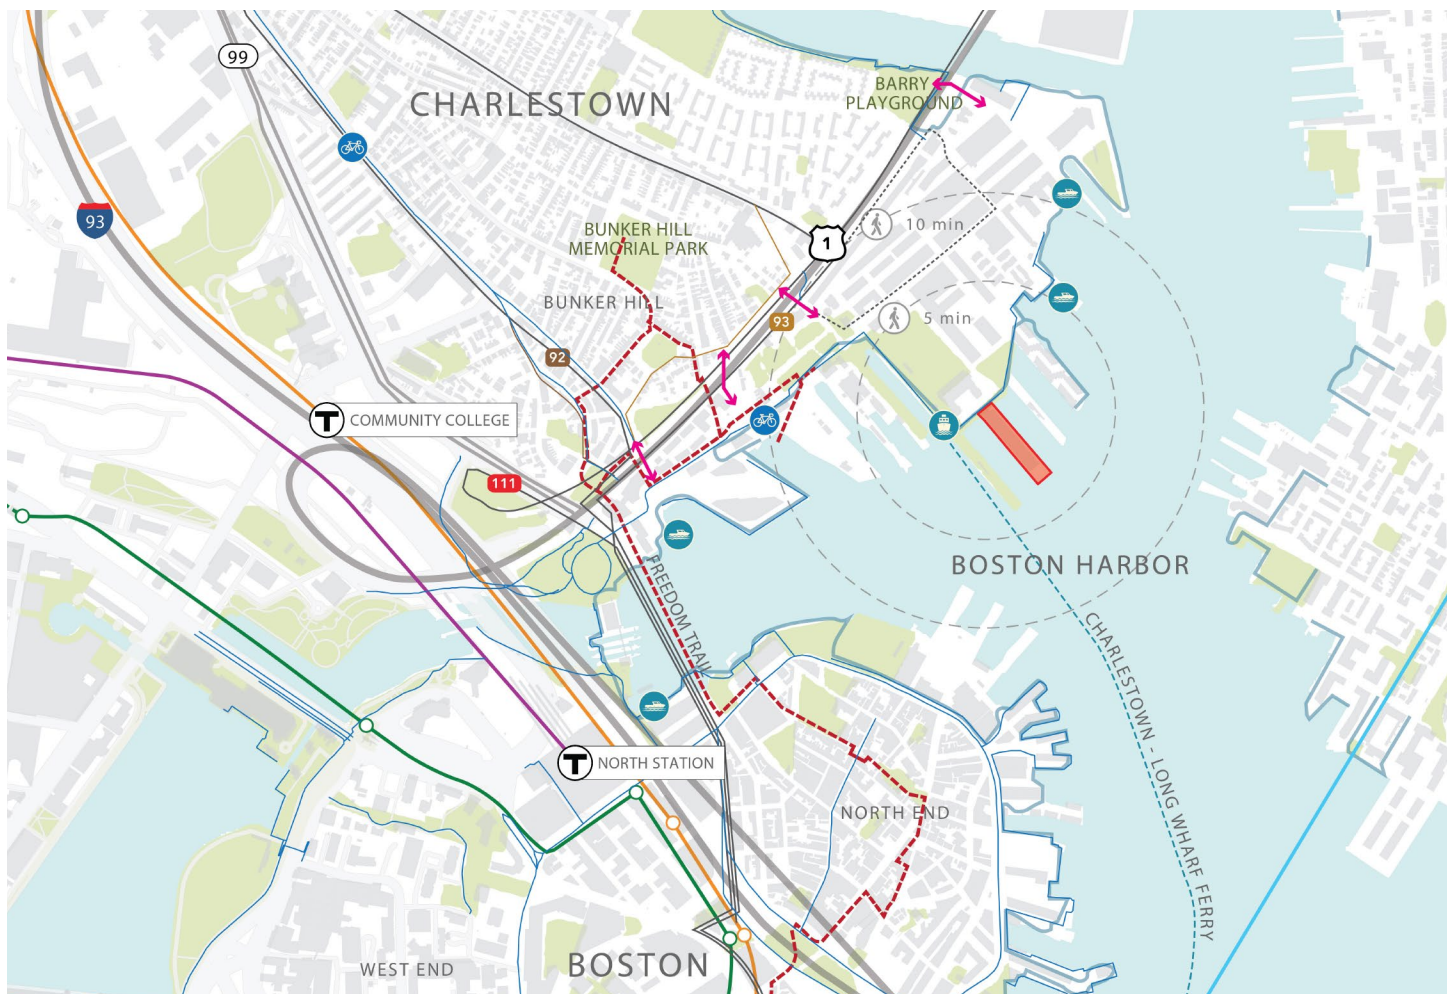 99
CHARLESTOWN
BARRY
PLAYGROUND
93
BUNKER HILL
MEMORIAL PARK
10 min
1
BUNKER HILL
5 min
93
92
T COMMUNITY COLLEGE
111
BOSTON HARBOR
FREEDOM TRAIL
CHARLESTOWN - LONG WHARF FERRY
T NORTH STATION
NORTH END
WEST END
BOSTON